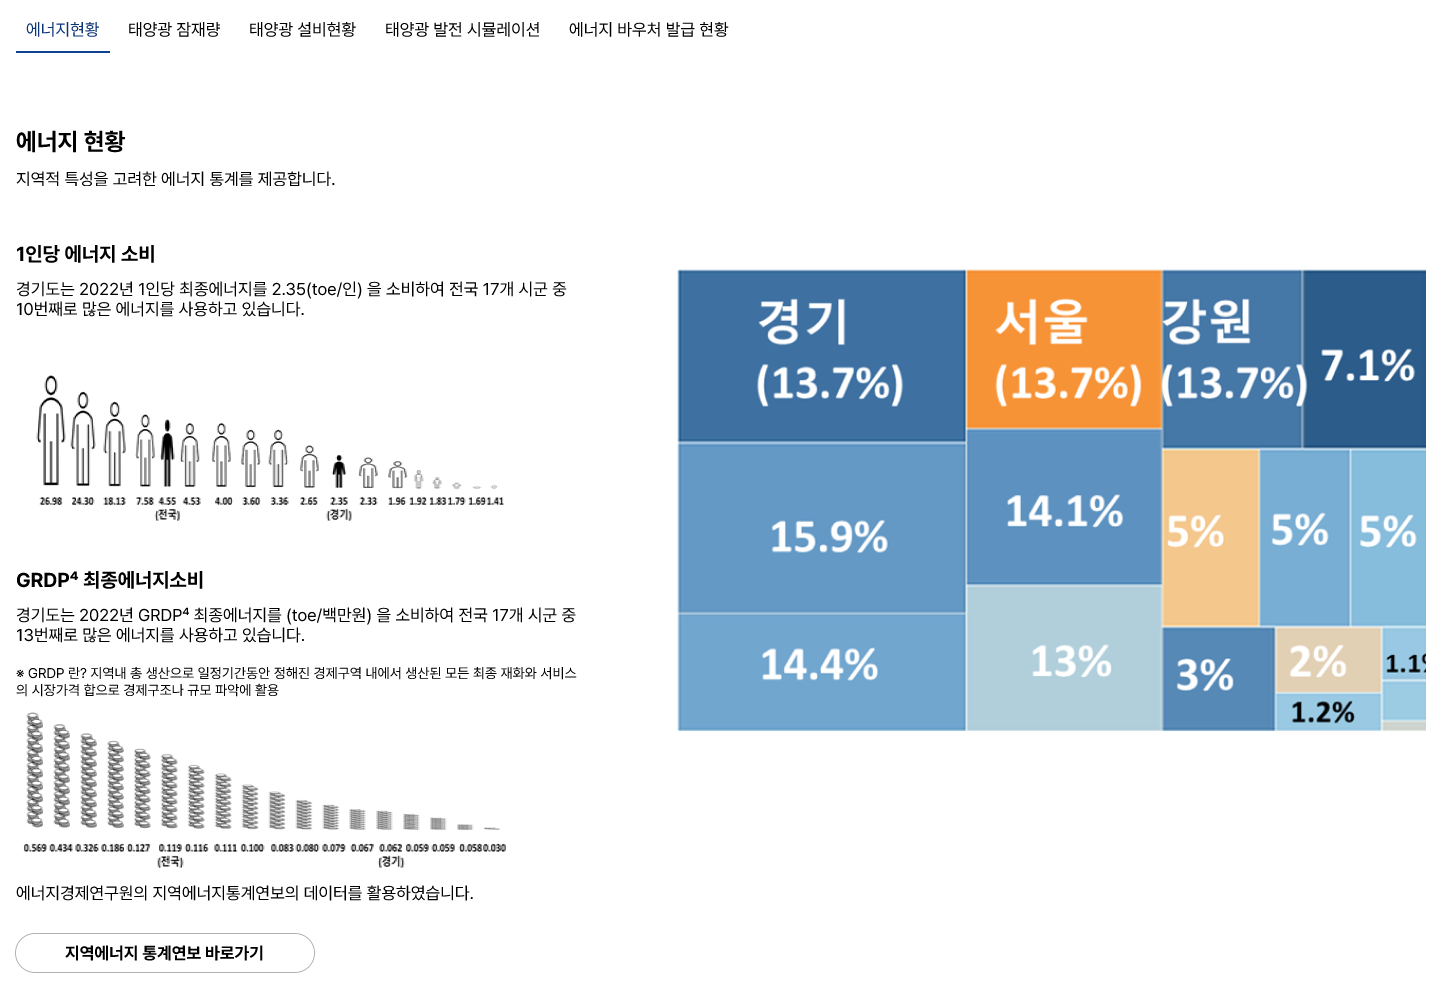 에너지현황 태양광 잠재량 태양광 설비현황 태양광 발전 시뮬레이션 에너지 바우처 발급 현황
에너지 현황
지역적 특성을 고려한 에너지 통계를 제공합니다.
1인당 에너지 소비
경기도는 2022년 1인당 최종에너지를 2.35(toe/인) 을 소비하여 전국 17개 시군 중
10번째로 많은 에너지를 사용하고 있습니다.
26.98 24.30 18.13 7.58 4.55 4.53 4.00 3.60 3.36 2.65 2.35 2.33 1.96 1.92 1.83 1.79 1.69 1.41
(전국) (경기)
GRDP⁴ 최종에너지소비
경기도는 2022년 GRDP⁴ 최종에너지를 (toe/백만원) 을 소비하여 전국 17개 시군 중
13번째로 많은 에너지를 사용하고 있습니다.
※ GRDP 란? 지역내 총 생산으로 일정기간동안 정해진 경제구역 내에서 생산된 모든 최종 재화와 서비스
의 시장가격 합으로 경제구조나 규모 파악에 활용
0.569 0.434 0.326 0.186 0.127 0.119 0.116 0.111 0.100 0.083 0.080 0.079 0.067 0.062 0.059 0.059 0.058 0.030
(전국) (경기)
에너지경제연구원의 지역에너지통계연보의 데이터를 활용하였습니다.
지역에너지 통계연보 바로가기
경기
(13.7%)
서울
(13.7%)
강원
(13.7%)
7.1%
15.9%
14.1%
5%
5%
5%
14.4%
13%
3%
2%
1.2%